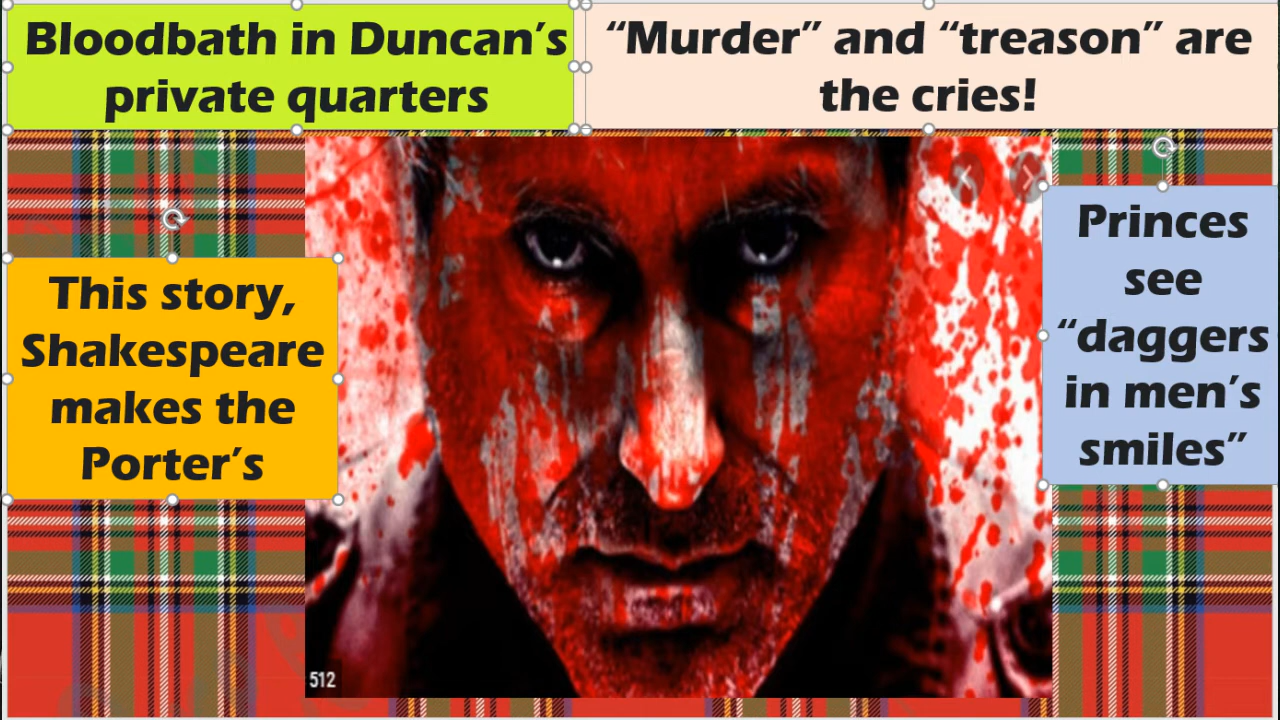 Bloodbath in Duncan’s
private quarters
“Murder” and “treason” are
the cries!
This story,
Shakespeare
makes the
Porter’s
Princes
see
“daggers
in men’s
smiles”
512